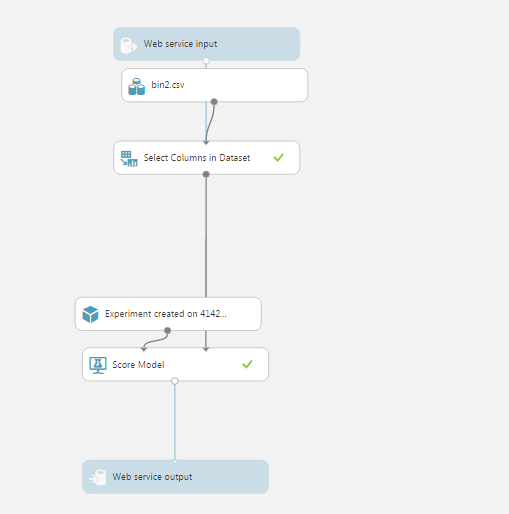 Web service input
bin2.csv
Select Columns in Dataset
Experiment created on 4142...
Score Model
Web service output